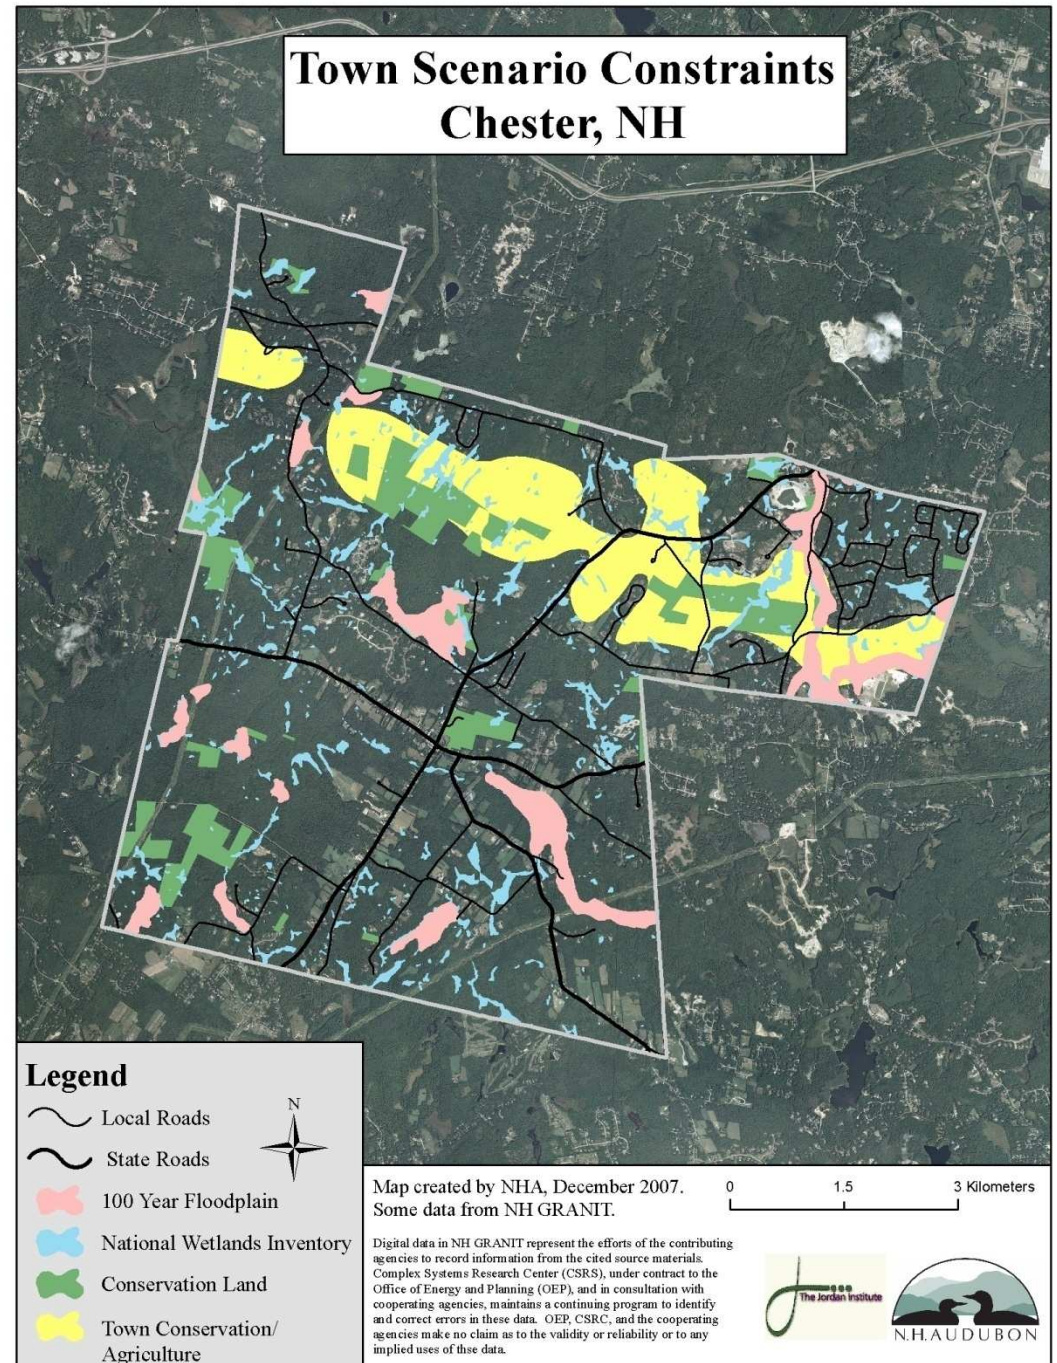 Town Scenario Constraints
Chester, NH
Legend
N
Local Roads
State Roads
100 Year Floodplain
National Wetlands Inventory
Conservation Land
Town Conservation/
Agriculture
Map created by NHA, December 2007.
Some data from NH GRANIT.
0 1.5 3 Kilometers
Digital data in NH GRANIT represent the efforts of the contributing
agencies to record information from the cited source materials.
Complex Systems Research Center (CSRS), under contract to the
Office of Energy and Planning (OEP), and in consultation with
cooperating agencies, maintains a continuing program to identify
and correct errors in these data. OEP, CSRC, and the cooperating
agencies make no claim as to the validity or reliability or to any
implied uses of thse data.
The Jordan Institute
N.H.AUDUBON